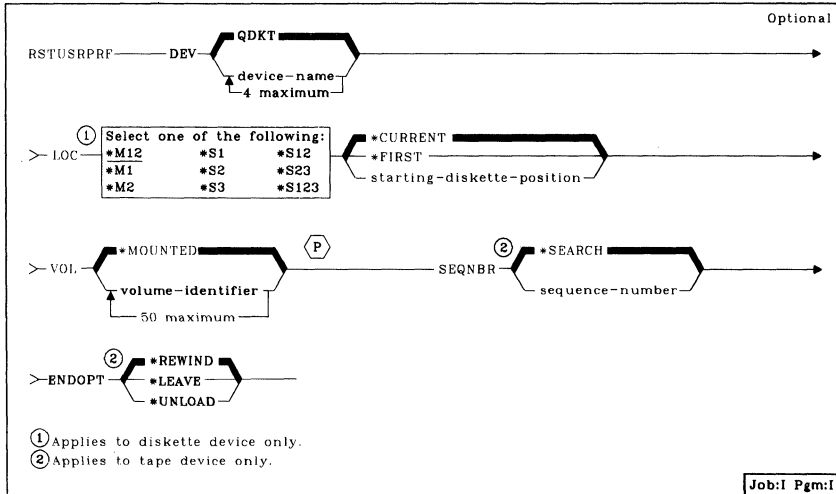 Optional
RSTUSRPRF DEV QDKT
device-name
4 maximum
① Select one of the following:
LOC *M12 *S1 *S12 *CURRENT
*M1 *S2 *S23 *FIRST
*M2 *S3 *S123 starting-diskette-position
VOL *MOUNTED P SEQNBR ② *SEARCH
volume-identifier sequence-number
50 maximum
② *REWIND
ENDOPT *LEAVE
*UNLOAD
① Applies to diskette device only.
② Applies to tape device only.
Job:I Pgm:I